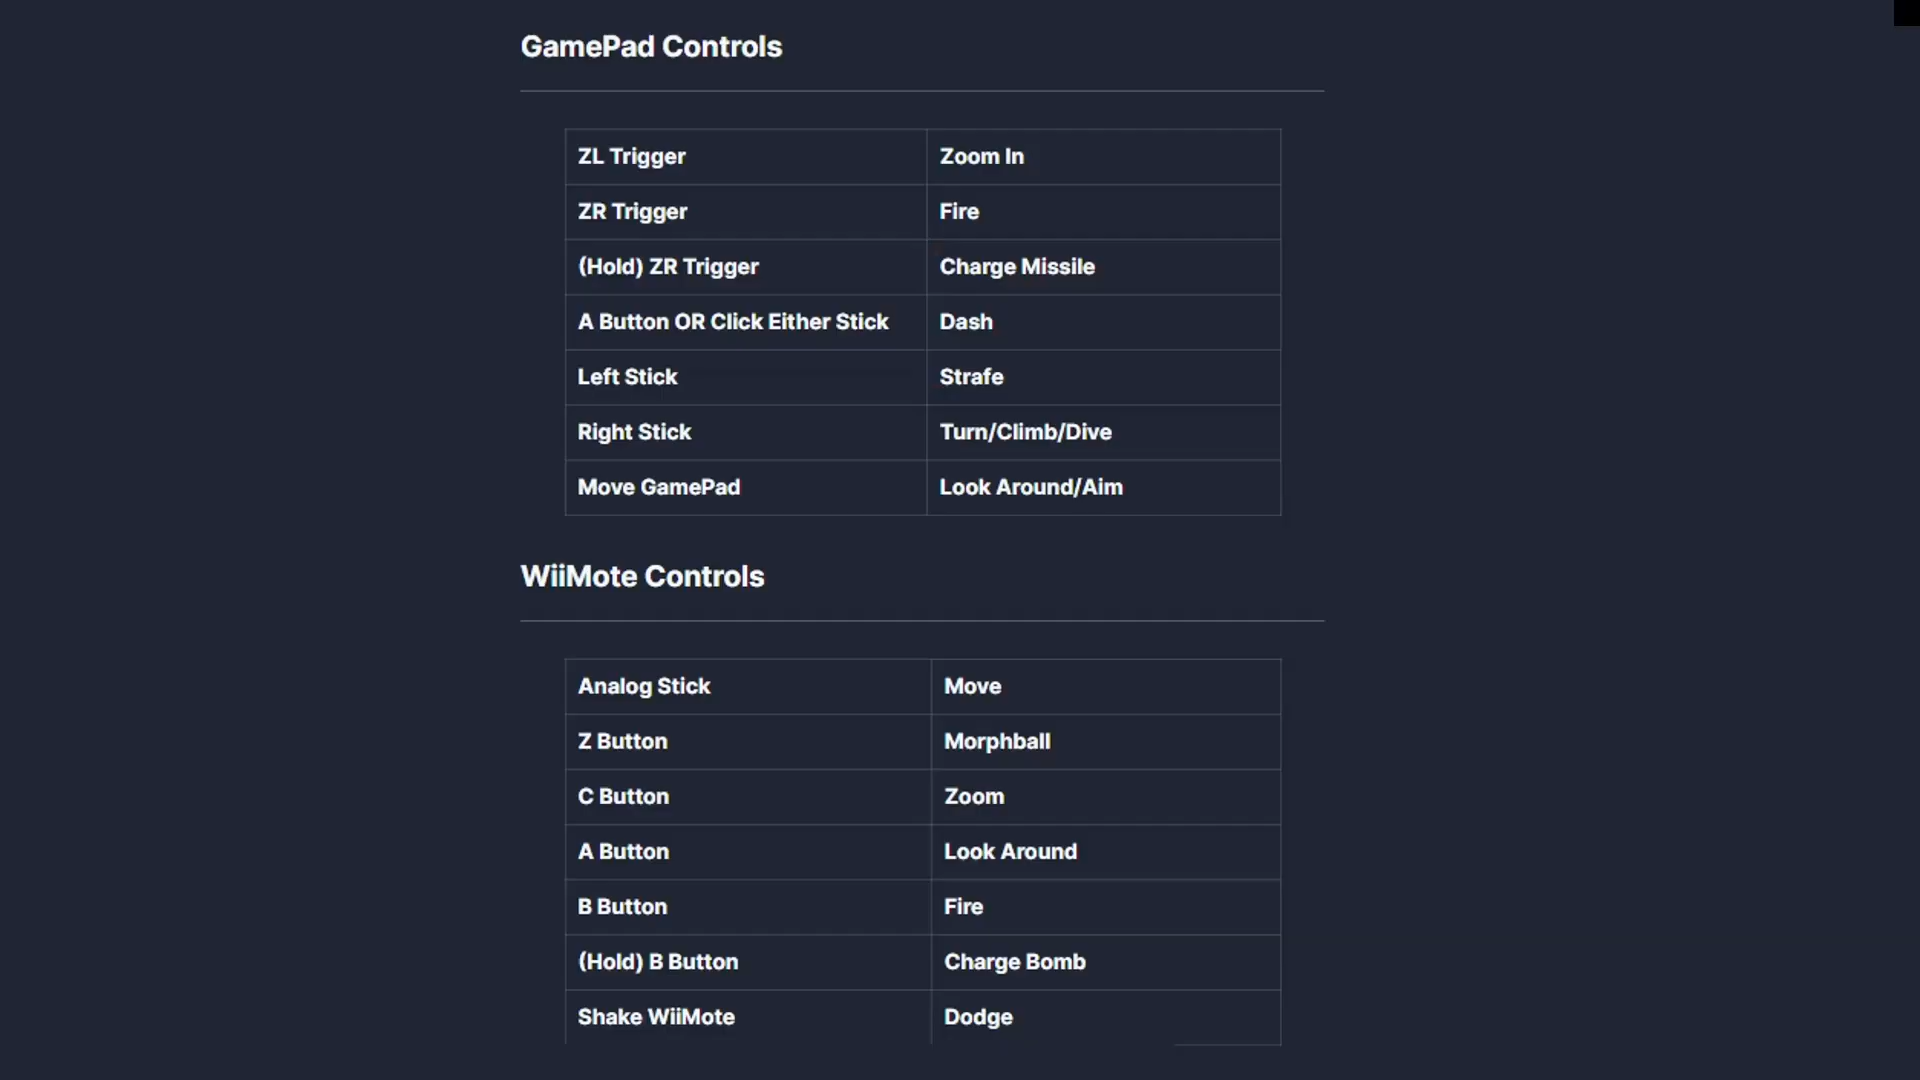 GamePad Controls
ZL Trigger Zoom In
ZR Trigger Fire
(Hold) ZR Trigger Charge Missile
A Button OR Click Either Stick Dash
Left Stick Strafe
Right Stick Turn/Climb/Dive
Move GamePad Look Around/Aim
WiiMote Controls
Analog Stick Move
Z Button Morphball
C Button Zoom
A Button Look Around
B Button Fire
(Hold) B Button Charge Bomb
Shake WiiMote Dodge